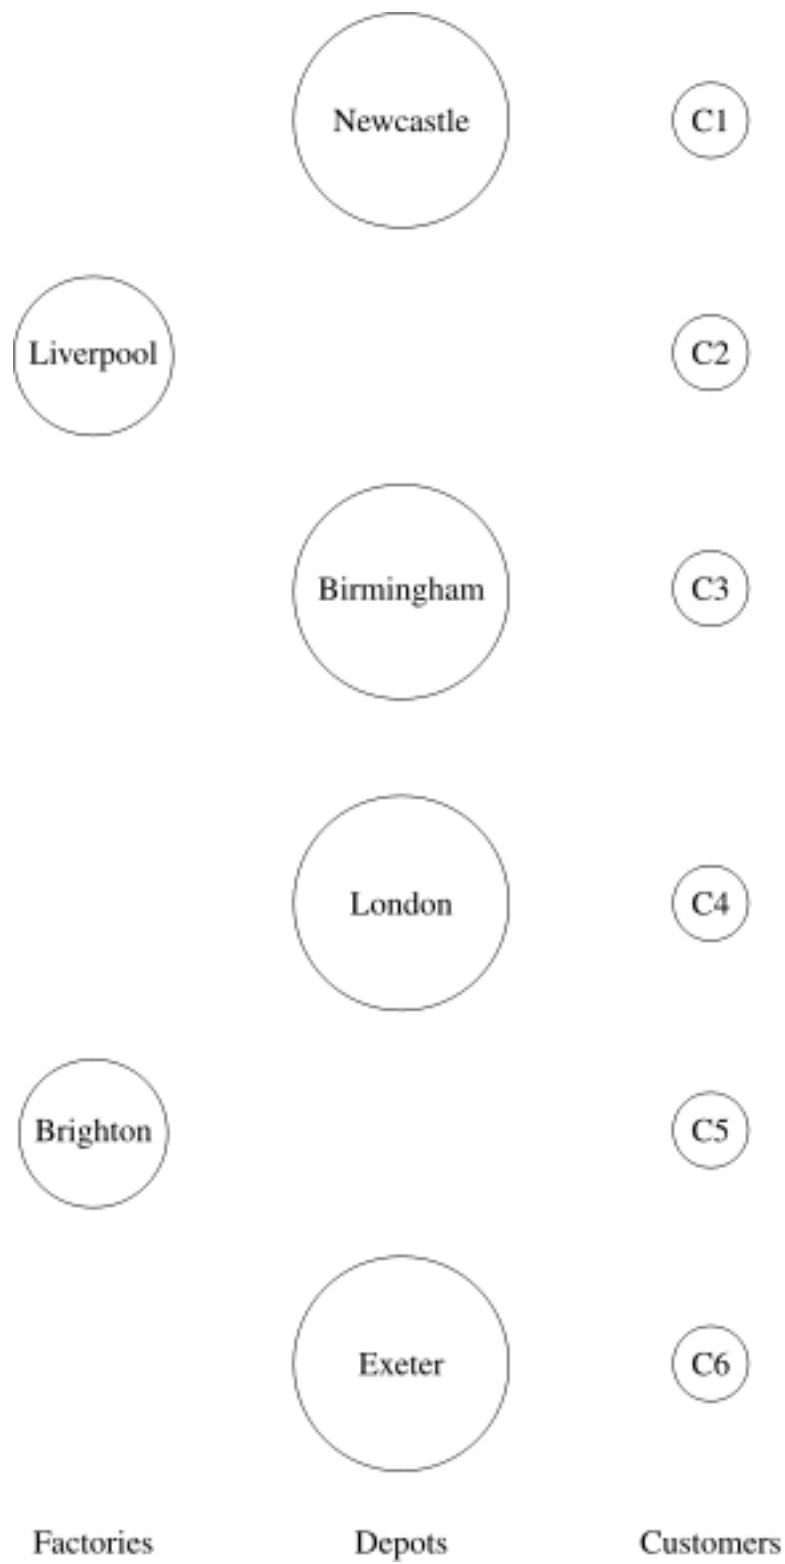 Newcastle
C1
Liverpool
C2
Birmingham
C3
London
C4
Brighton
C5
Exeter
C6
Factories
Depots
Customers